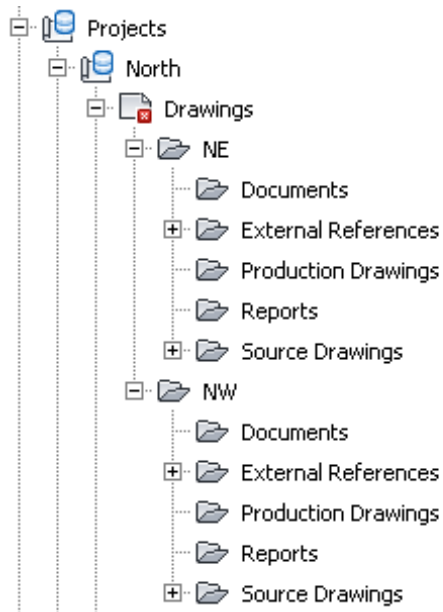 Projects
North
Drawings
NE
Documents
External References
Production Drawings
Reports
Source Drawings
NW
Documents
External References
Production Drawings
Reports
Source Drawings